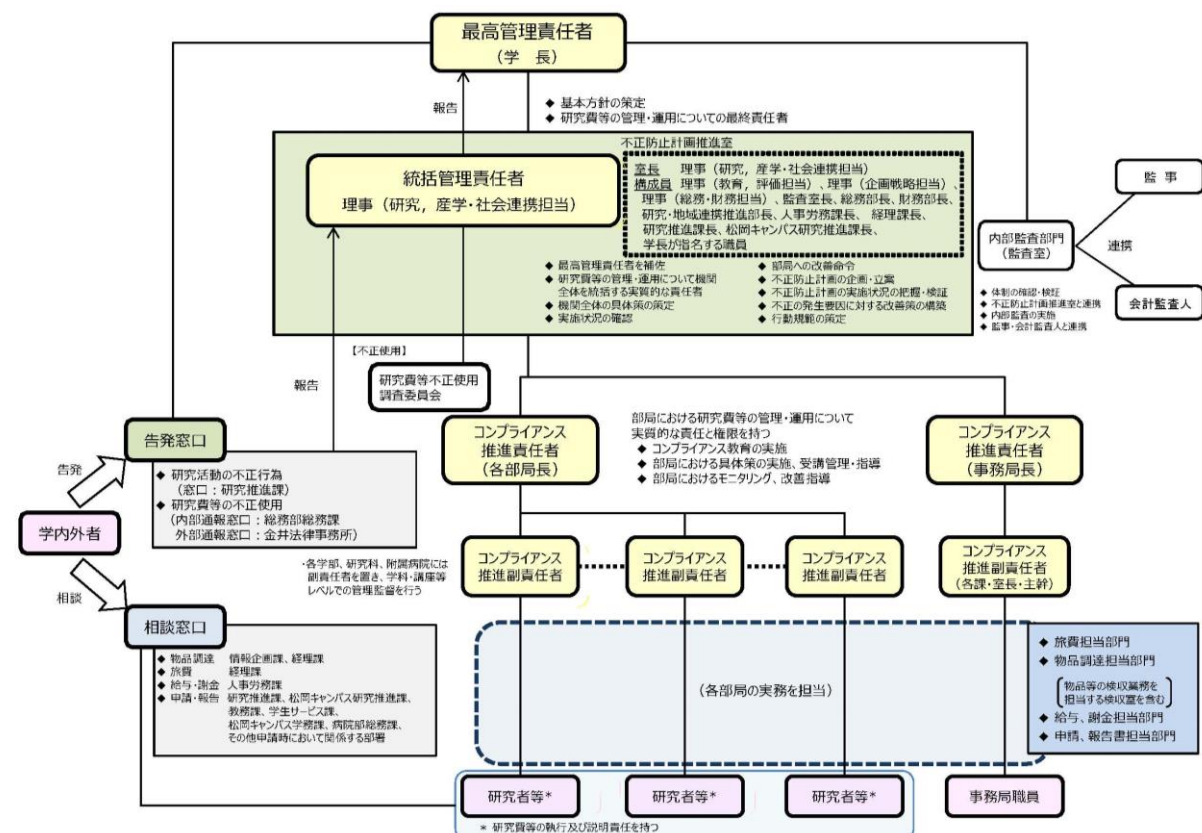 最高管理責任者
（学　長）
報告
◆ 基本方針の策定
◆ 研究費等の管理・運用についての最終責任者
不正防止計画推進室
統括管理責任者
理事（研究，産学・社会連携担当）
室長　理事（研究，産学・社会連携担当）
構成員　理事（教育，評価担当）、理事（企画戦略担当）、
理事（総務・財務担当）、監査室長、総務部長、財務部長、
研究・地域連携推進部長、人事労務課長、 経理課長、
研究推進課長、松岡キャンパス研究推進課長、
学長が指名する職員
◆ 最高管理責任者を補佐
◆ 研究費等の管理・運用について機関
全体を統括する実質的な責任者
◆ 機関全体の具体策の策定
◆ 実施状況の確認
◆ 部局への改善命令
◆ 不正防止計画の企画・立案
◆ 不正防止計画の実施状況の把握・検証
◆ 不正の発生要因に対する改善策の構築
◆ 行動規範の策定
監 事
内部監査部門
（監査室）
連携
会計監査人
◆ 体制の確認・検証
◆ 不正防止計画推進室と連携
◆ 内部監査の実施
◆ 監事・会計監査人と連携
【不正使用】
報告
研究費等不正使用
調査委員会
告発窓口
告発
◆ 研究活動の不正行為
（窓口：研究推進課）
◆ 研究費等の不正使用
（内部通報窓口：総務部総務課
外部通報窓口：金井法律事務所）
学内外者
相談
相談窓口
◆ 物品調達　情報企画課、経理課
◆ 旅費　経理課
◆ 給与・謝金　人事労務課
◆ 申請・報告　研究推進課、松岡キャンパス研究推進課、
教務課、学生サービス課、
松岡キャンパス学務課、病院部総務課、
その他申請時において関係する部署
コンプライアンス
推進責任者
（各部局長）
部局における研究費等の管理・運用について
実質的な責任と権限を持つ
◆ コンプライアンス教育の実施
◆ 部局における具体策の実施、受講管理・指導
◆ 部局におけるモニタリング、改善指導
コンプライアンス
推進責任者
（事務局長）
・各学部、研究科、附属病院には
副責任者を置き、学科・講座等
レベルでの管理監督を行う
コンプライアンス
推進副責任者
コンプライアンス
推進副責任者
コンプライアンス
推進副責任者
コンプライアンス
推進副責任者
（各課・室長・主幹）
（各部局の実務を担当）
◆ 旅費担当部門
◆ 物品調達担当部門
物品等の検収業務を
担当する検収室を含む
◆ 給与、謝金担当部門
◆ 申請、報告書担当部門
研究者等*
研究者等*
研究者等*
事務局職員
* 研究費等の執行及び説明責任を持つ